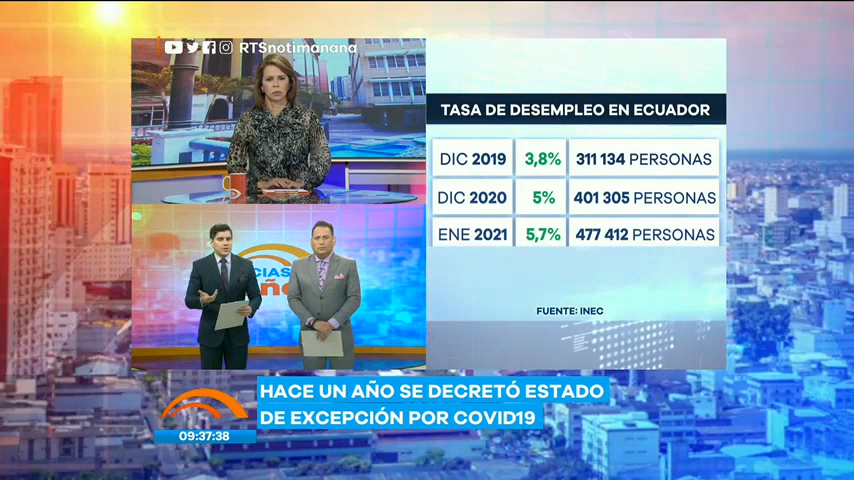 RTSnotimanana
TASA DE DESEMPLEO EN ECUADOR
DIC 2019 3,8% 311 134 PERSONAS
DIC 2020 5% 401 305 PERSONAS
ENE 2021 5,7% 477 412 PERSONAS
FUENTE: INEC
HACE UN AÑO SE DECRETÓ ESTADO
DE EXCEPCIÓN POR COVID19
09:37:38